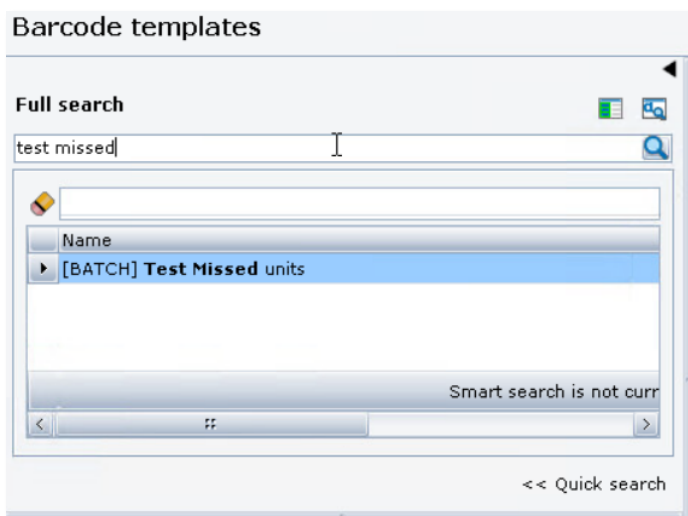 Barcode templates
Full search
test missed
Name
[BATCH] Test Missed units
Smart search is not curr
<< Quick search